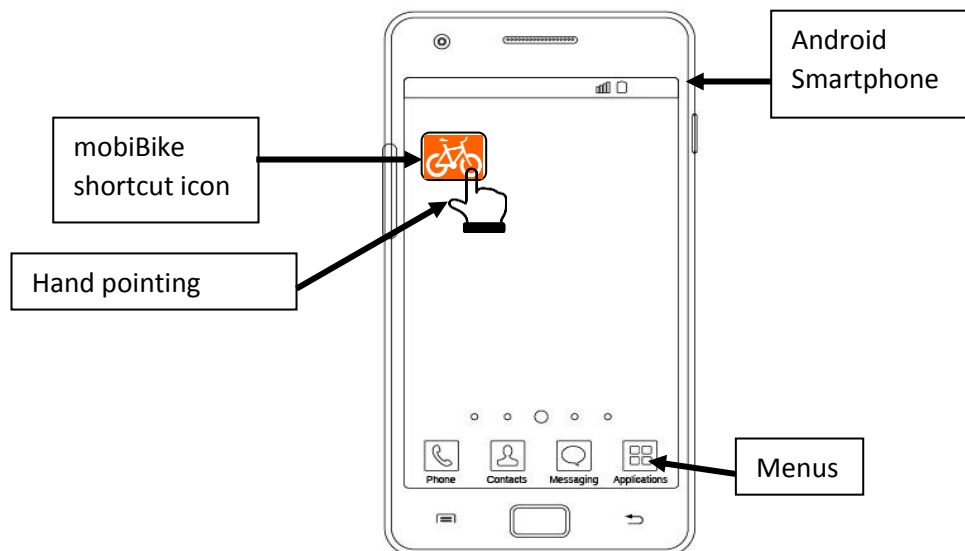 Android
Smartphone
mobiBike
shortcut icon
Hand pointing
Menus
Phone
Contacts
Messaging
Applications